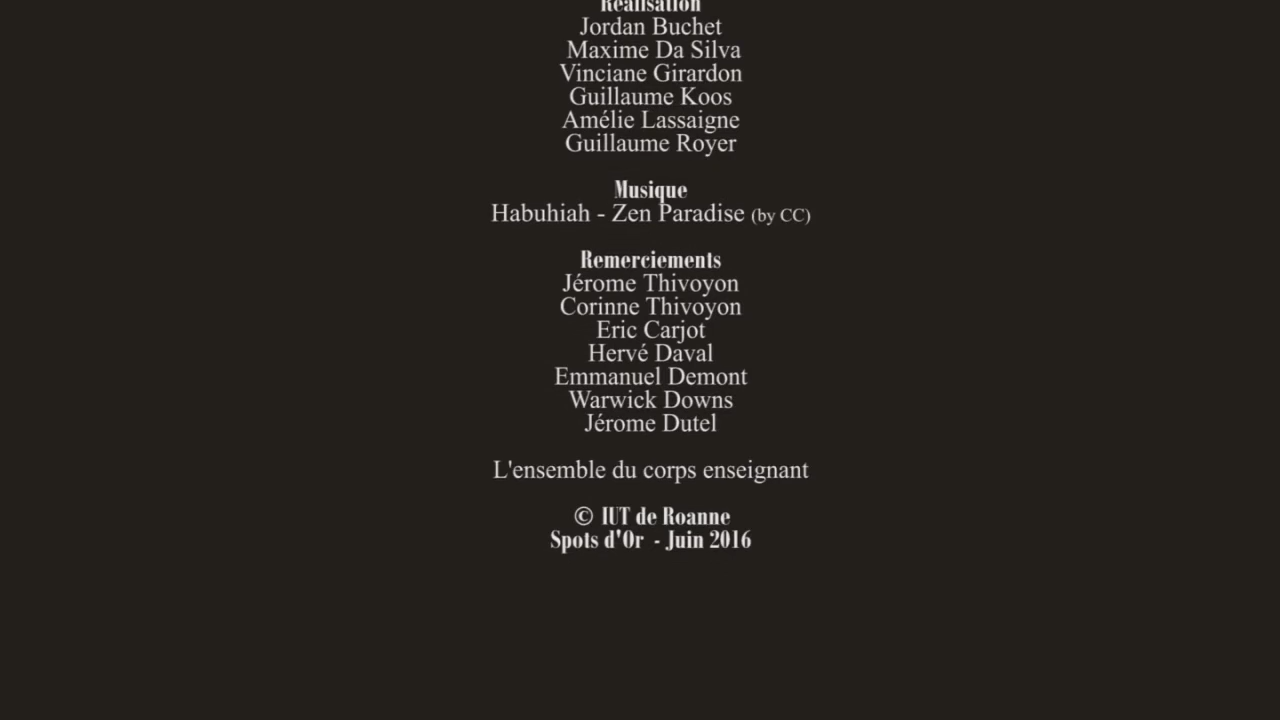 Réalisation
Jordan Buchet
Maxime Da Silva
Vinciane Girardon
Guillaume Koos
Amélie Lassaigne
Guillaume Royer
Musique
Habuhiah - Zen Paradise (by CC)
Remerciements
Jérome Thivoyon
Corinne Thivoyon
Eric Carjot
Hervé Daval
Emmanuel Demont
Warwick Downs
Jérome Dutel
L'ensemble du corps enseignant
© IUT de Roanne
Spots d'Or - Juin 2016